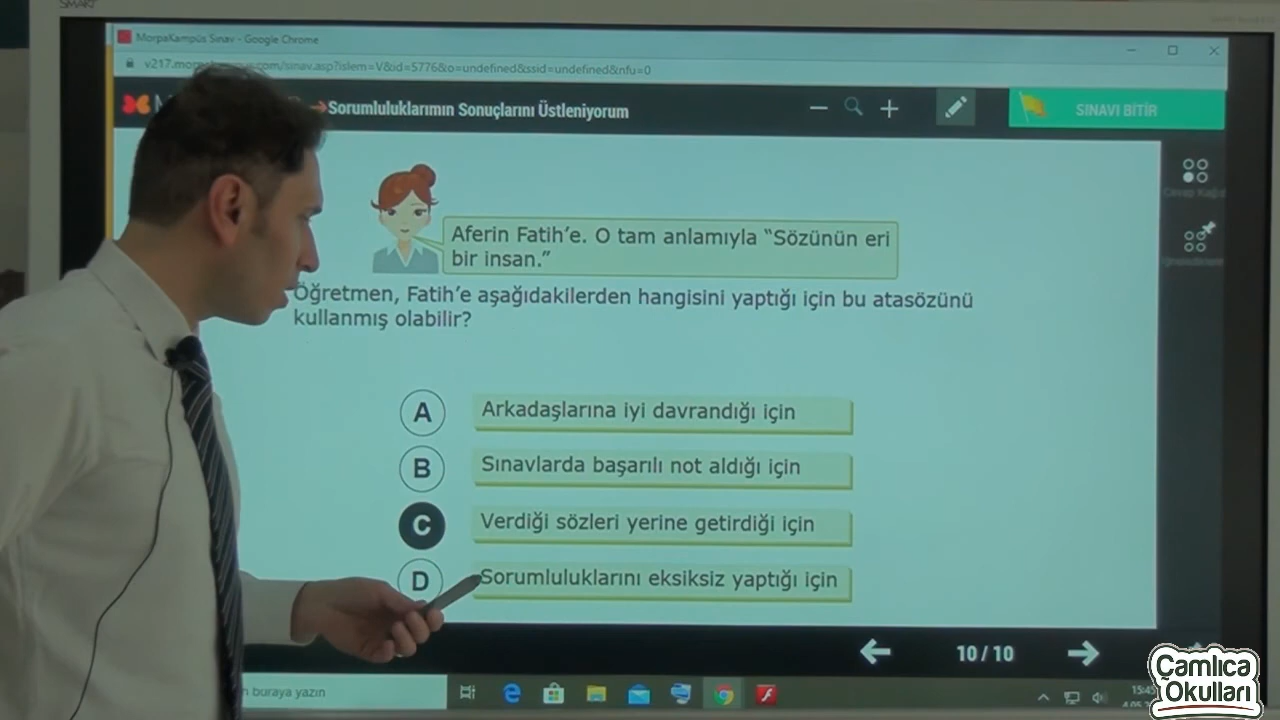 SMART
MorpaKampüs Sınav - Google Chrome
Sorumluluklarımın Sonuçlarını Üstleniyorum
SINAVI BİTİR
Aferin Fatih'e. O tam anlamıyla "Sözünün eri
bir insan."
Öğretmen, Fatih'e aşağıdakilerden hangisini yaptığı için bu atasözünü
kullanmış olabilir?
A Arkadaşlarına iyi davrandığı için
B Sınavlarda başarılı not aldığı için
C Verdiği sözleri yerine getirdiği için
D Sorumluluklarını eksiksiz yaptığı için
10 / 10
buraya yazın
Çamlıca
Okulları